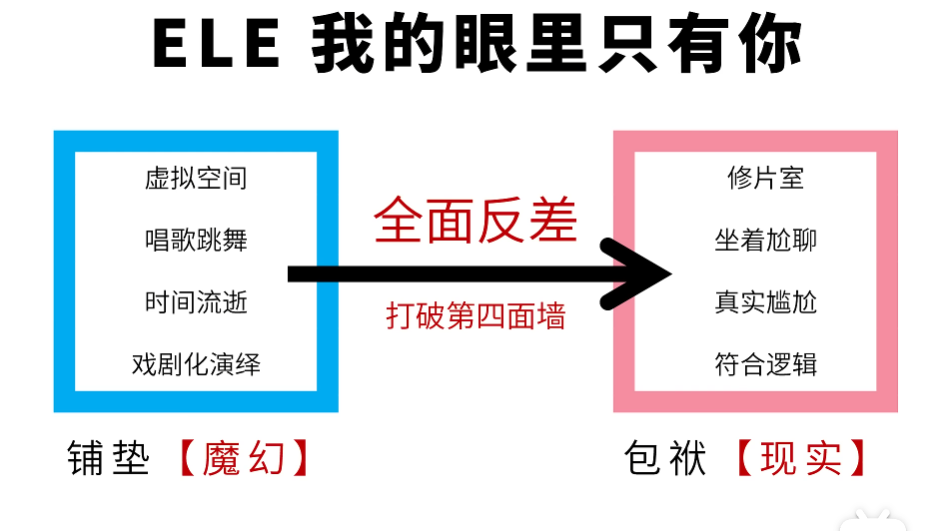 ELE 我的眼里只有你
虚拟空间
唱歌跳舞
时间流逝
戏剧化演绎
铺垫【魔幻】
全面反差
打破第四面墙
修片室
坐着尬聊
真实尴尬
符合逻辑
包袱【现实】